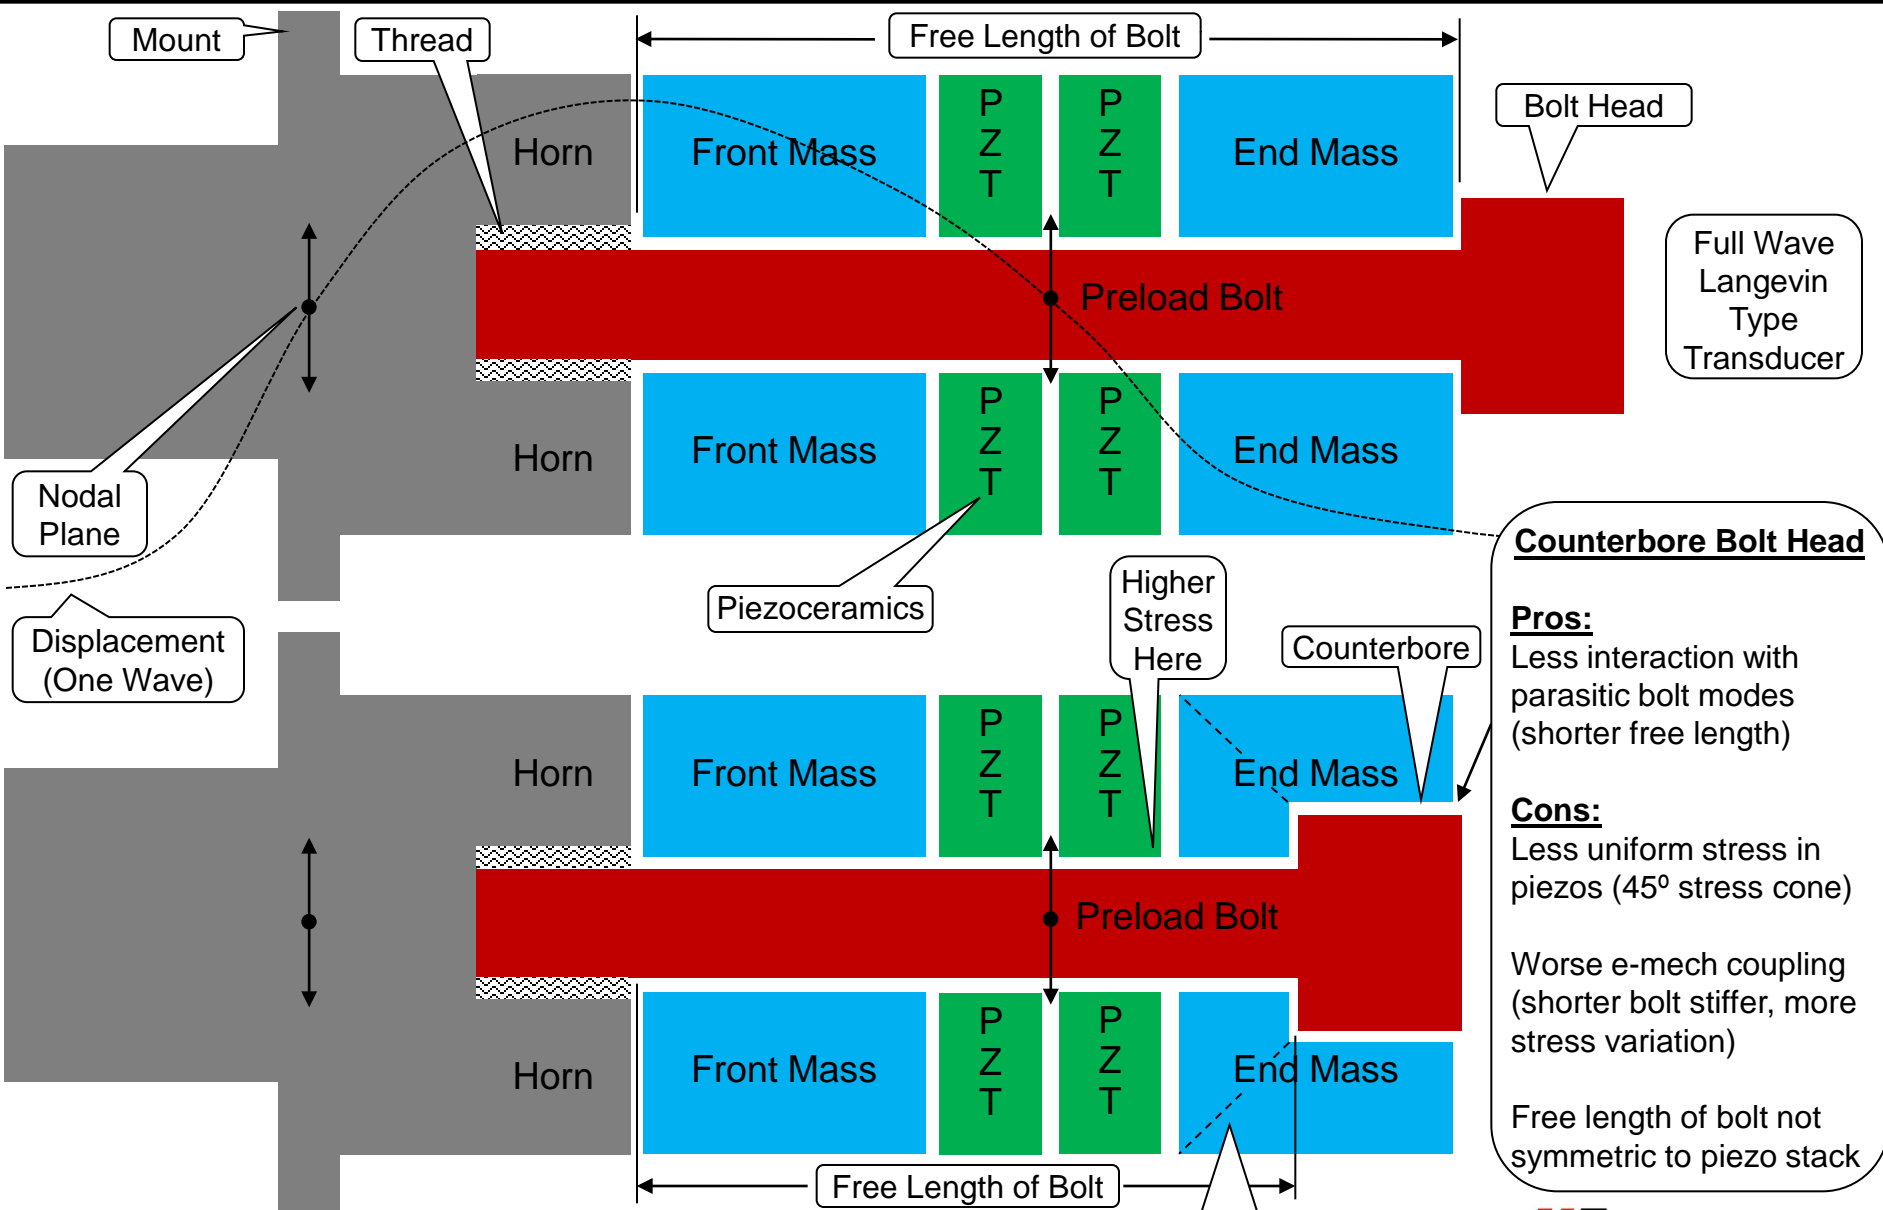 Mount
Thread
Free Length of Bolt
Bolt Head
Horn
Front Mass
P
Z
T
P
Z
T
End Mass
Preload Bolt
Full Wave
Langevin
Type
Transducer
Horn
Front Mass
P
Z
T
P
Z
T
End Mass
Nodal
Plane
Piezoceramics
Displacement
(One Wave)
Higher
Stress
Here
Counterbore
Horn
Front Mass
P
Z
T
P
Z
T
End Mass
Preload Bolt
Horn
Front Mass
P
Z
T
P
Z
T
End Mass
Free Length of Bolt
Counterbore Bolt Head
Pros:
Less interaction with
parasitic bolt modes
(shorter free length)
Cons:
Less uniform stress in
piezos (45º stress cone)
Worse e-mech coupling
(shorter bolt stiffer, more
stress variation)
Free length of bolt not
symmetric to piezo stack